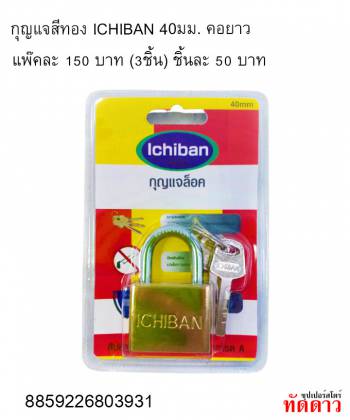 กุญแจสีทอง ICHIBAN 40มม. คอยาว
แพ๊คละ 150 บาท (3ชิ้น) ชิ้นละ 50 บาท
40mm
Ichiban
กุญแจล็อค
ICHIBAN
ICHIBAN
A
8859226803931
ซุปเปอร์สโตร์
ทัดดาว